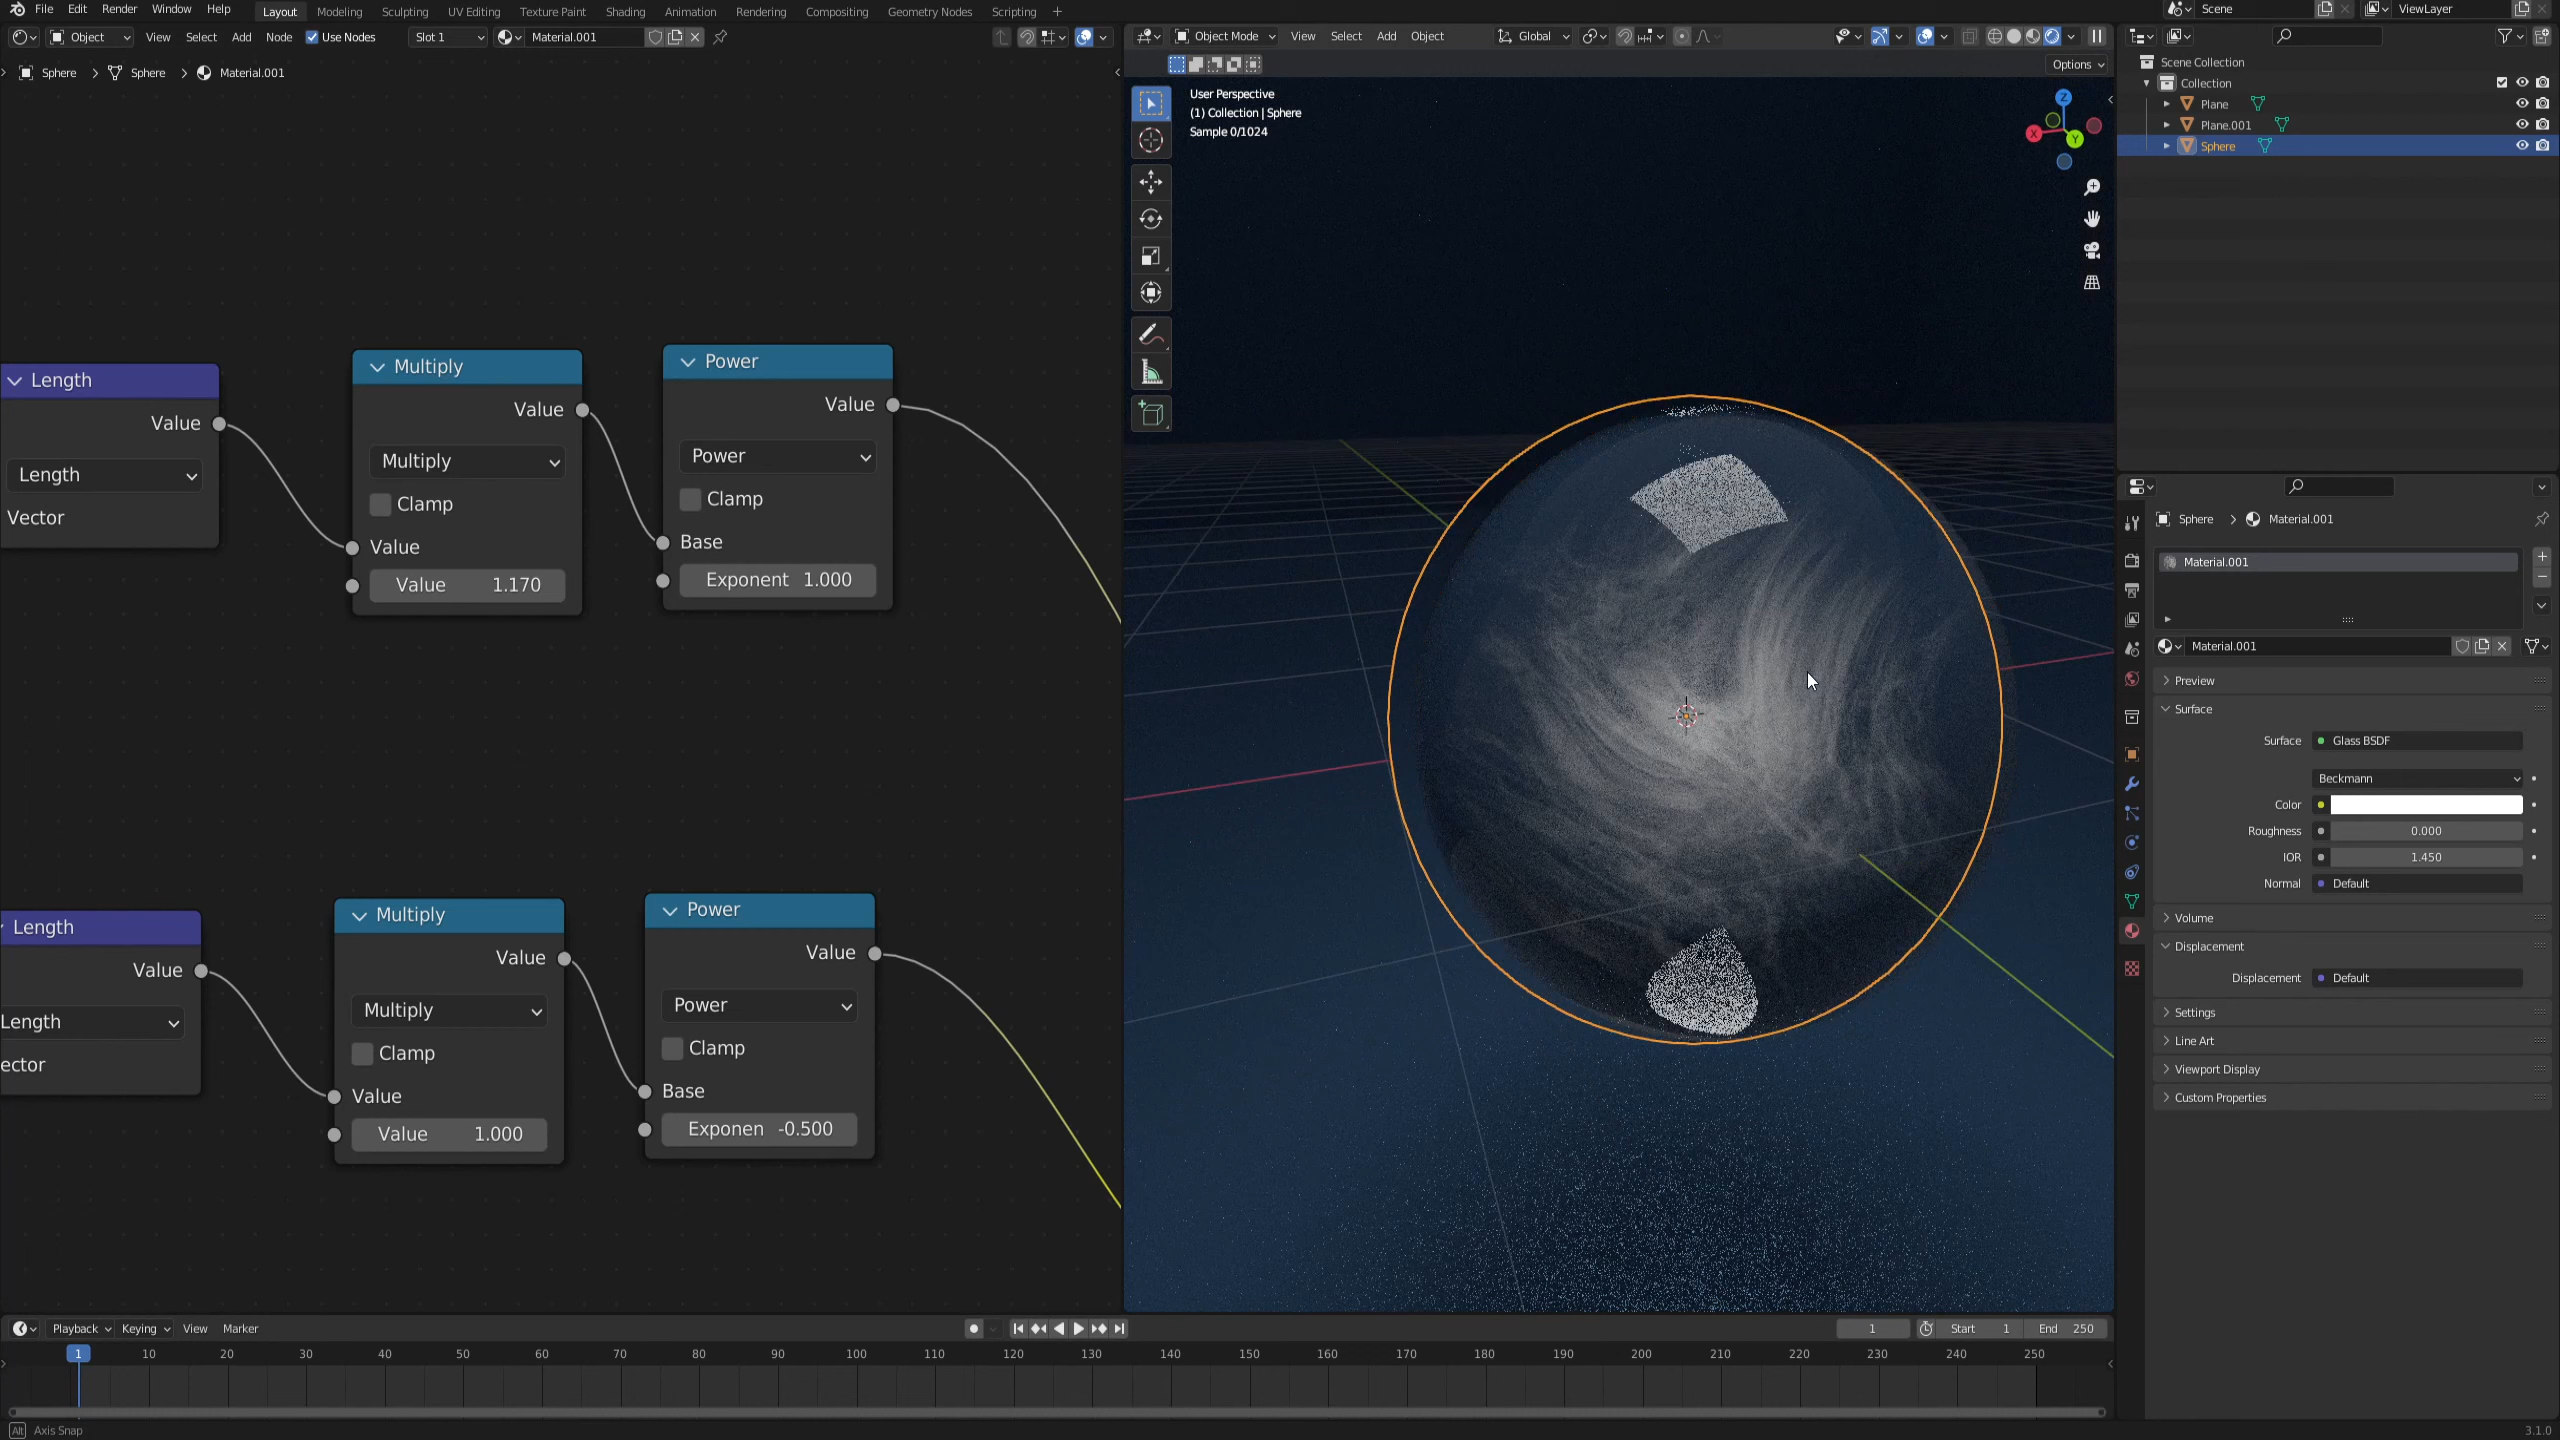 File Edit Render Window Help Layout Modeling Sculpting UV Editing Texture Paint Shading Animation Rendering Compositing Geometry Nodes Scripting + Scene ViewLayer
Object View Select Add Node Use Nodes Slot 1 Material.001 Object Mode View Select Add Object Global
Options
Sphere > Sphere > Material.001
User Perspective
(1) Collection | Sphere
Sample 0/1024
Z
X
Y
Scene Collection
Collection
Plane
Plane.001
Sphere
Length
Value
Length
Vector
Multiply
Value
Multiply
Clamp
Value
Value 1.170
Power
Value
Power
Clamp
Base
Exponent 1.000
Length
Value
Length
ector
Multiply
Value
Multiply
Clamp
Value
Value 1.000
Power
Value
Power
Clamp
Base
Exponen -0.500
Sphere > Material.001
Material.001
Material.001
Preview
Surface
Surface Glass BSDF
Beckmann
Color
Roughness 0.000
IOR 1.450
Normal Default
Volume
Displacement
Displacement Default
Settings
Line Art
Viewport Display
Custom Properties
Playback Keying View Marker 1 Start 1 End 250
1 10 20 30 40 50 60 70 80 90 100 110 120 130 140 150 160 170 180 190 200 210 220 230 240 250
Alt Axis Snap 3.1.0